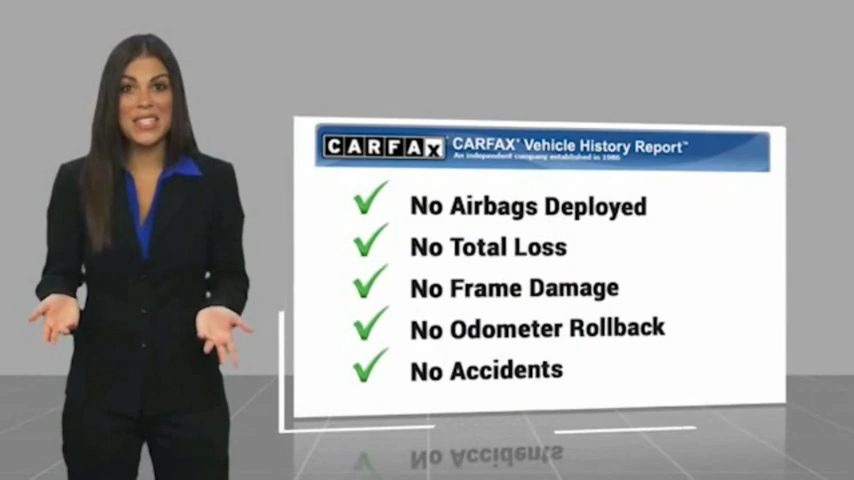 CARFAX CARFAX® Vehicle History Report™
An independent company established in 1986
No Airbags Deployed
No Total Loss
No Frame Damage
No Odometer Rollback
No Accidents
No Accidents